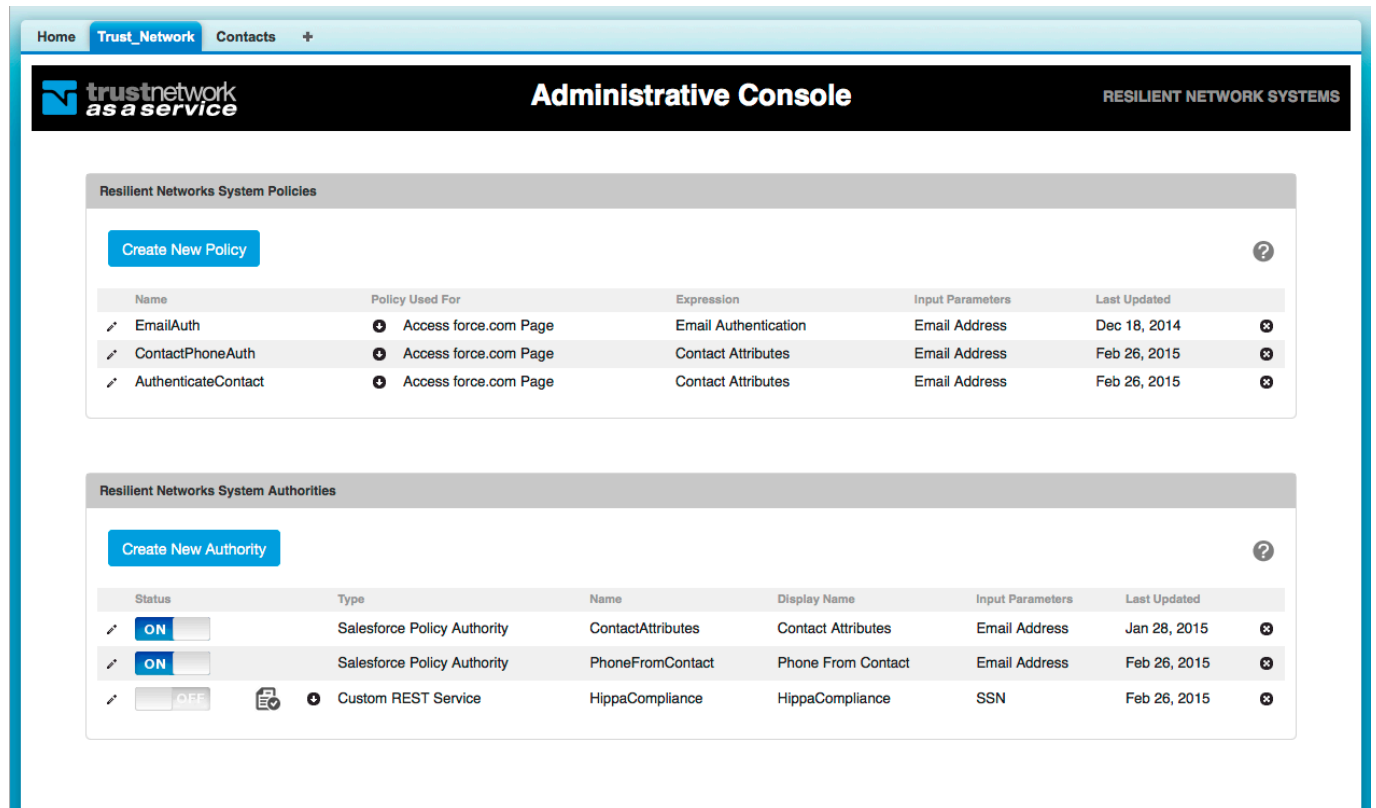 Home Trust_Network Contacts +
trustnetwork
as a service
Administrative Console
RESILIENT NETWORK SYSTEMS
Resilient Networks System Policies
Create New Policy
?
Name Policy Used For Expression Input Parameters Last Updated
EmailAuth Access force.com Page Email Authentication Email Address Dec 18, 2014
ContactPhoneAuth Access force.com Page Contact Attributes Email Address Feb 26, 2015
AuthenticateContact Access force.com Page Contact Attributes Email Address Feb 26, 2015
Resilient Networks System Authorities
Create New Authority
?
Status Type Name Display Name Input Parameters Last Updated
ON Salesforce Policy Authority ContactAttributes Contact Attributes Email Address Jan 28, 2015
ON Salesforce Policy Authority PhoneFromContact Phone From Contact Email Address Feb 26, 2015
OFF Custom REST Service HippaCompliance HippaCompliance SSN Feb 26, 2015